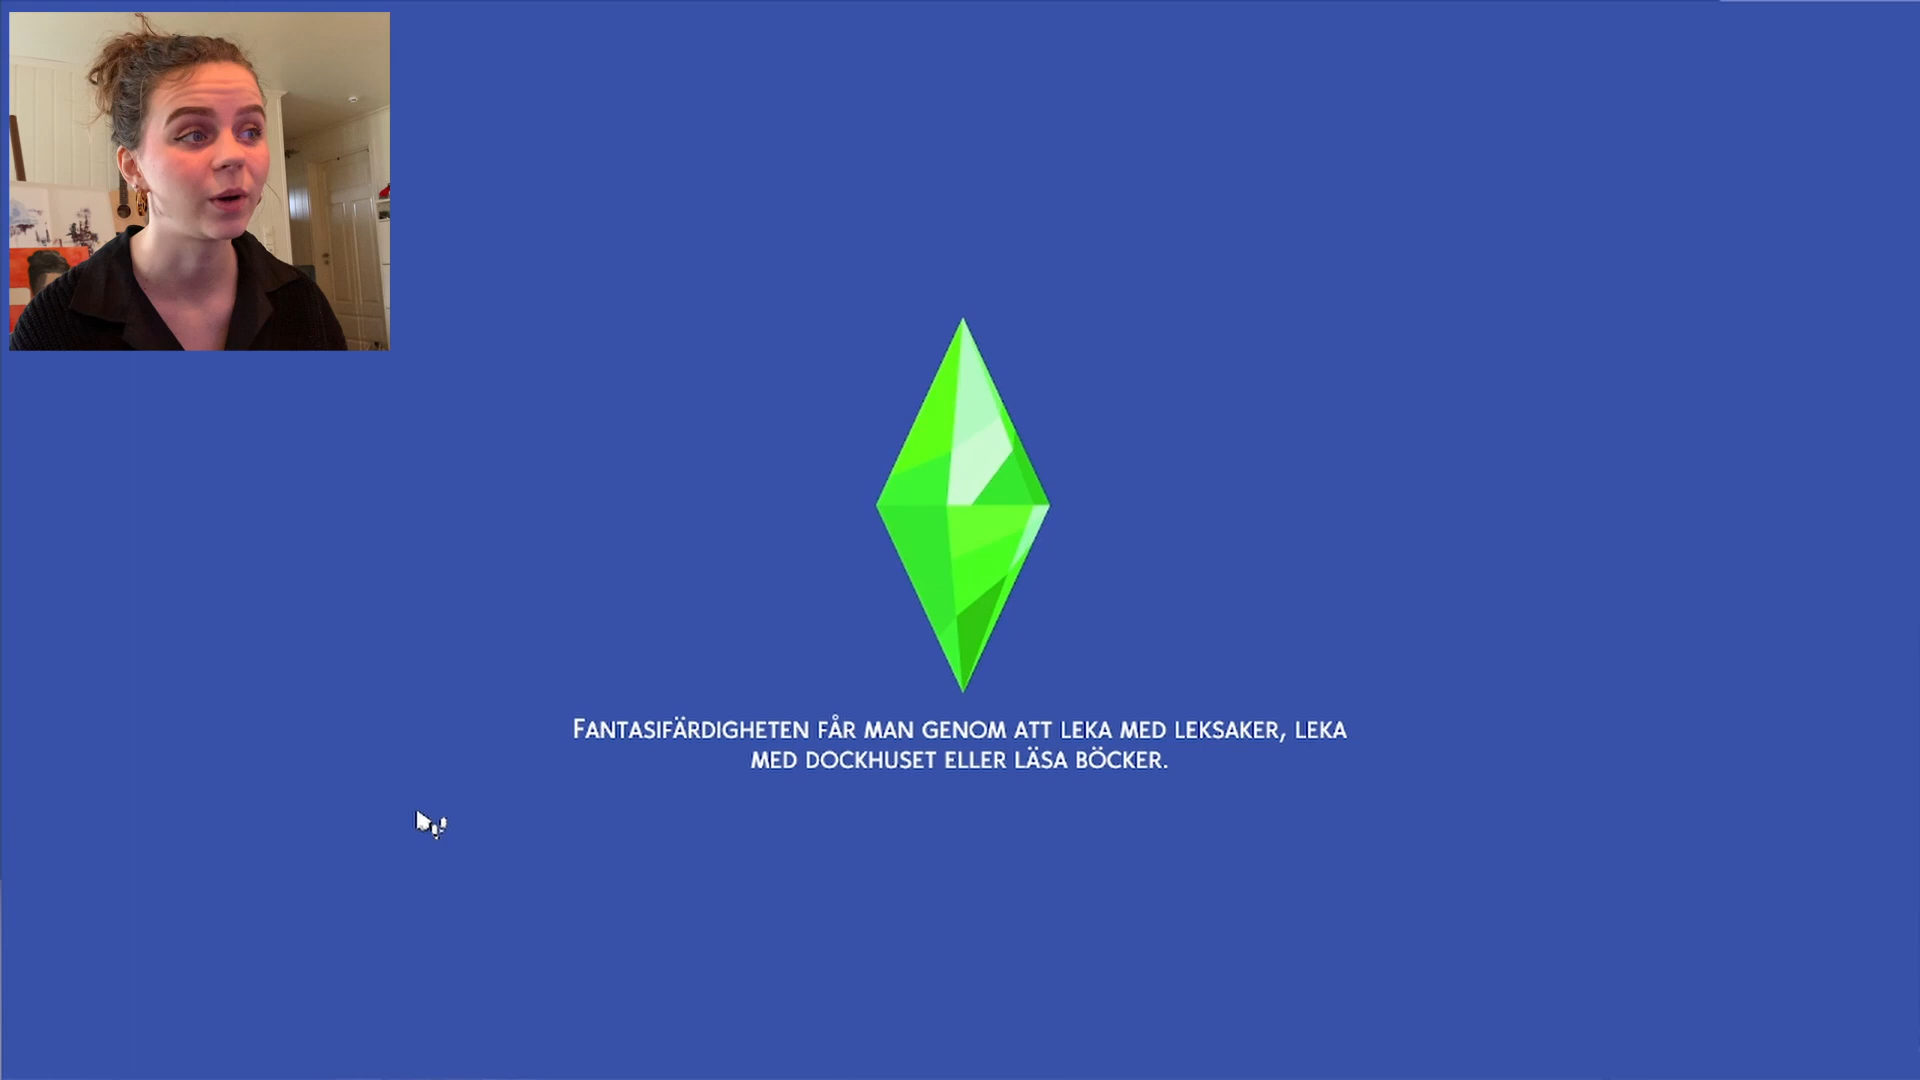 FANTASIFÄRDIGHETEN FÅR MAN GENOM ATT LEKA MED LEKSAKER, LEKA
MED DOCKHUSET ELLER LÄSA BÖCKER.